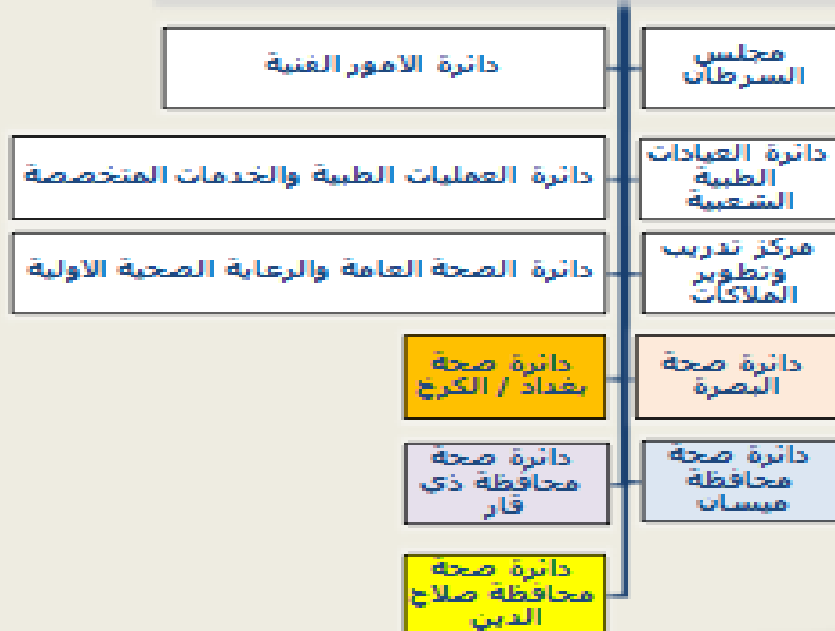 مجلس
السرطان
دائرة الامور الفنية
دائرة العيادات
الطبية
الشعبية
دائرة العمليات الطبية والخدمات المتخصصة
مركز تدريب
وتطوير
الملاكات
دائرة الصحة العامة والرعاية الصحية الاولية
دائرة صحة
البصرة
دائرة صحة
بغداد / الكرخ
دائرة صحة
محافظة
ميسان
دائرة صحة
محافظة ذي
قار
دائرة صحة
محافظة صلاح
الدين